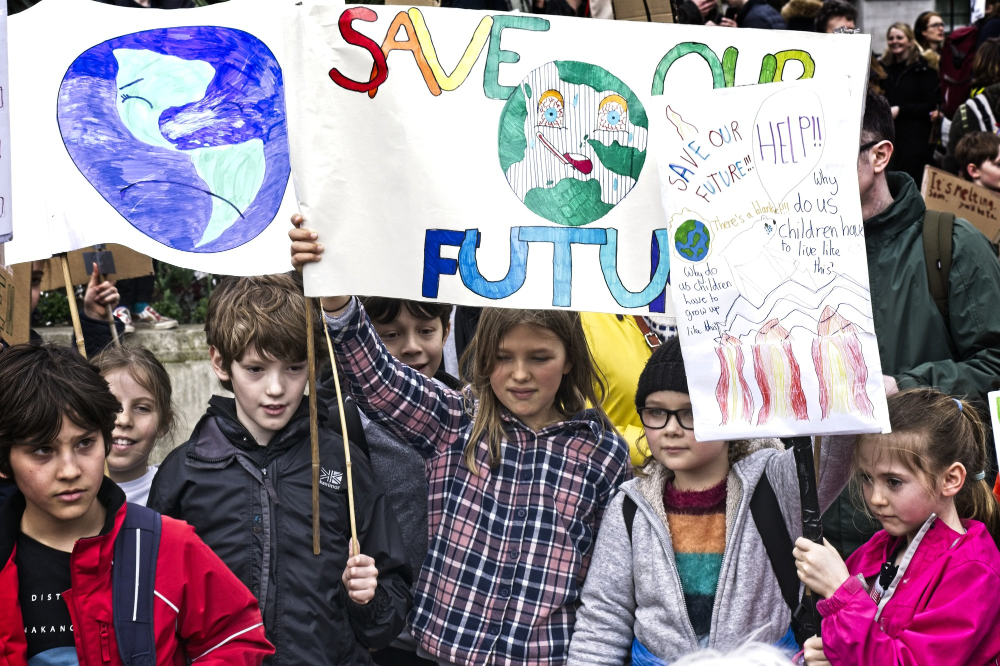 SAVE OUR
FUTU
SAVE OUR
FUTURE!!!
HELP!!
There's a blanket!!!
Why
do us
children have
to live like
this?
Why do
us children
have to
grow up
like this?
It's melting.
karrimor
DIST
NAKANO